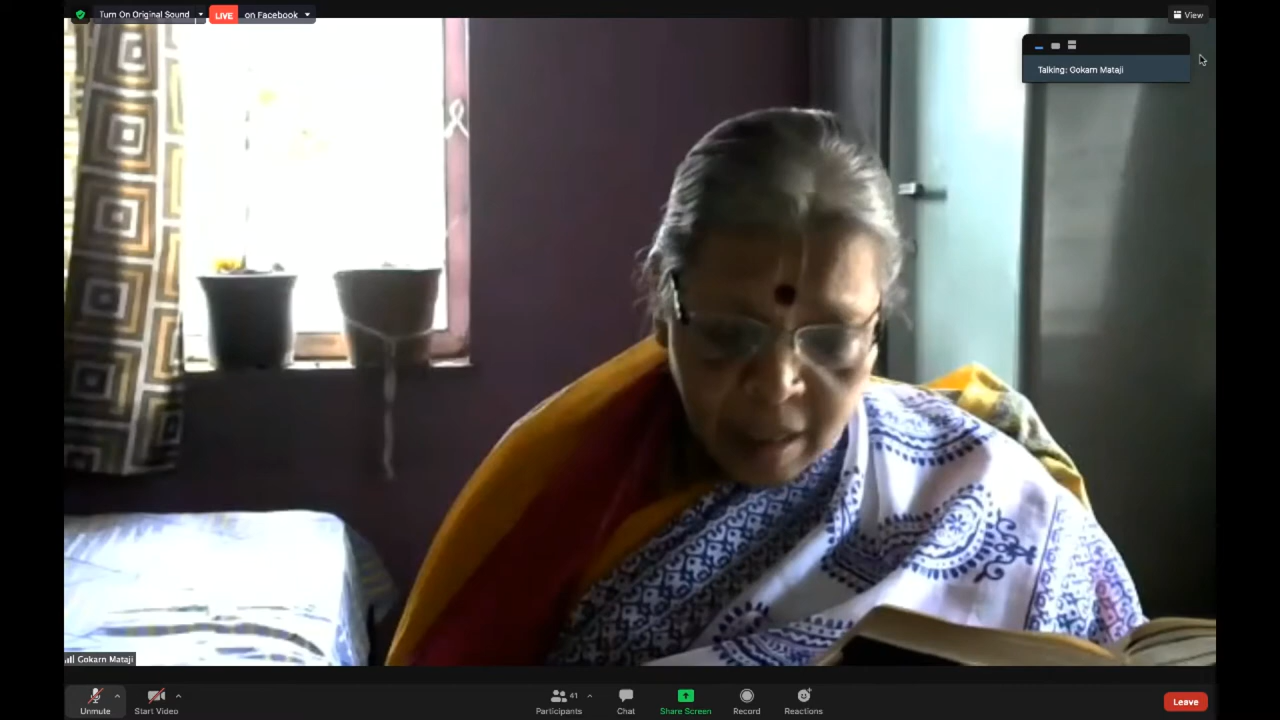 Turn On Original Sound
LIVE on Facebook
View
Talking: Gokarn Mataji
Gokarn Mataji
Unmute
Start Video
Participants 41
Chat
Share Screen
Record
Reactions
Leave